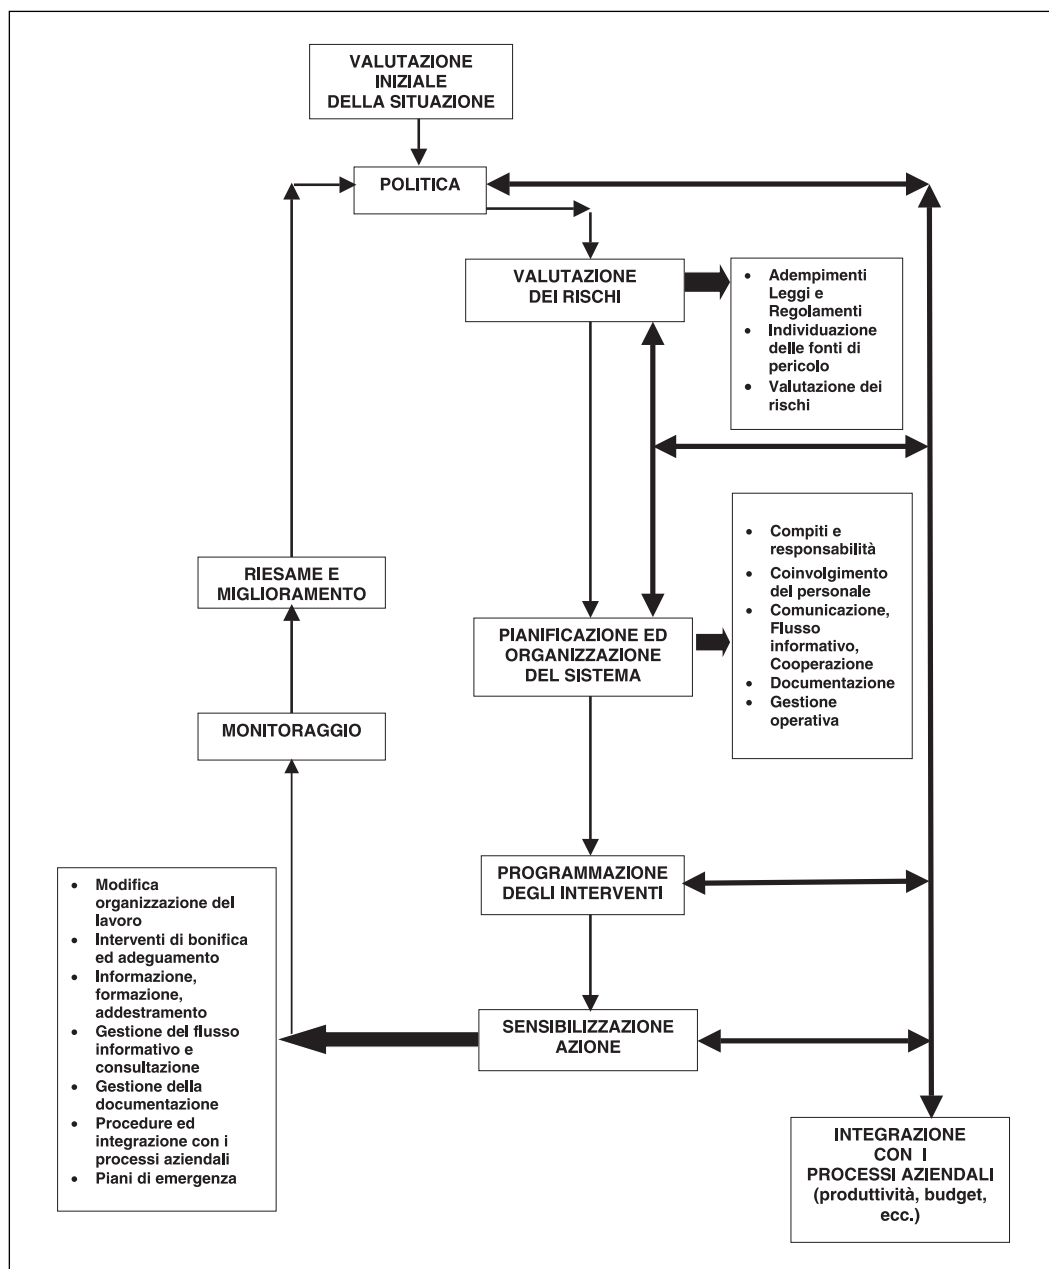 VALUTAZIONE
INIZIALE
DELLA SITUAZIONE
POLITICA
VALUTAZIONE
DEI RISCHI
• Adempimenti
Leggi e
Regolamenti
• Individuazione
delle fonti di
pericolo
• Valutazione dei
rischi
RIESAME E
MIGLIORAMENTO
PIANIFICAZIONE ED
ORGANIZZAZIONE
DEL SISTEMA
• Compiti e
responsabilità
• Coinvolgimento
del personale
• Comunicazione,
Flusso
informativo,
Cooperazione
• Documentazione
• Gestione
operativa
MONITORAGGIO
PROGRAMMAZIONE
DEGLI INTERVENTI
• Modifica
organizzazione del
lavoro
• Interventi di bonifica
ed adeguamento
• Informazione,
formazione,
addestramento
• Gestione del flusso
informativo e
consultazione
• Gestione della
documentazione
• Procedure ed
integrazione con i
processi aziendali
• Piani di emergenza
SENSIBILIZZAZIONE
AZIONE
INTEGRAZIONE
CON I
PROCESSI AZIENDALI
(produttività, budget,
ecc.)